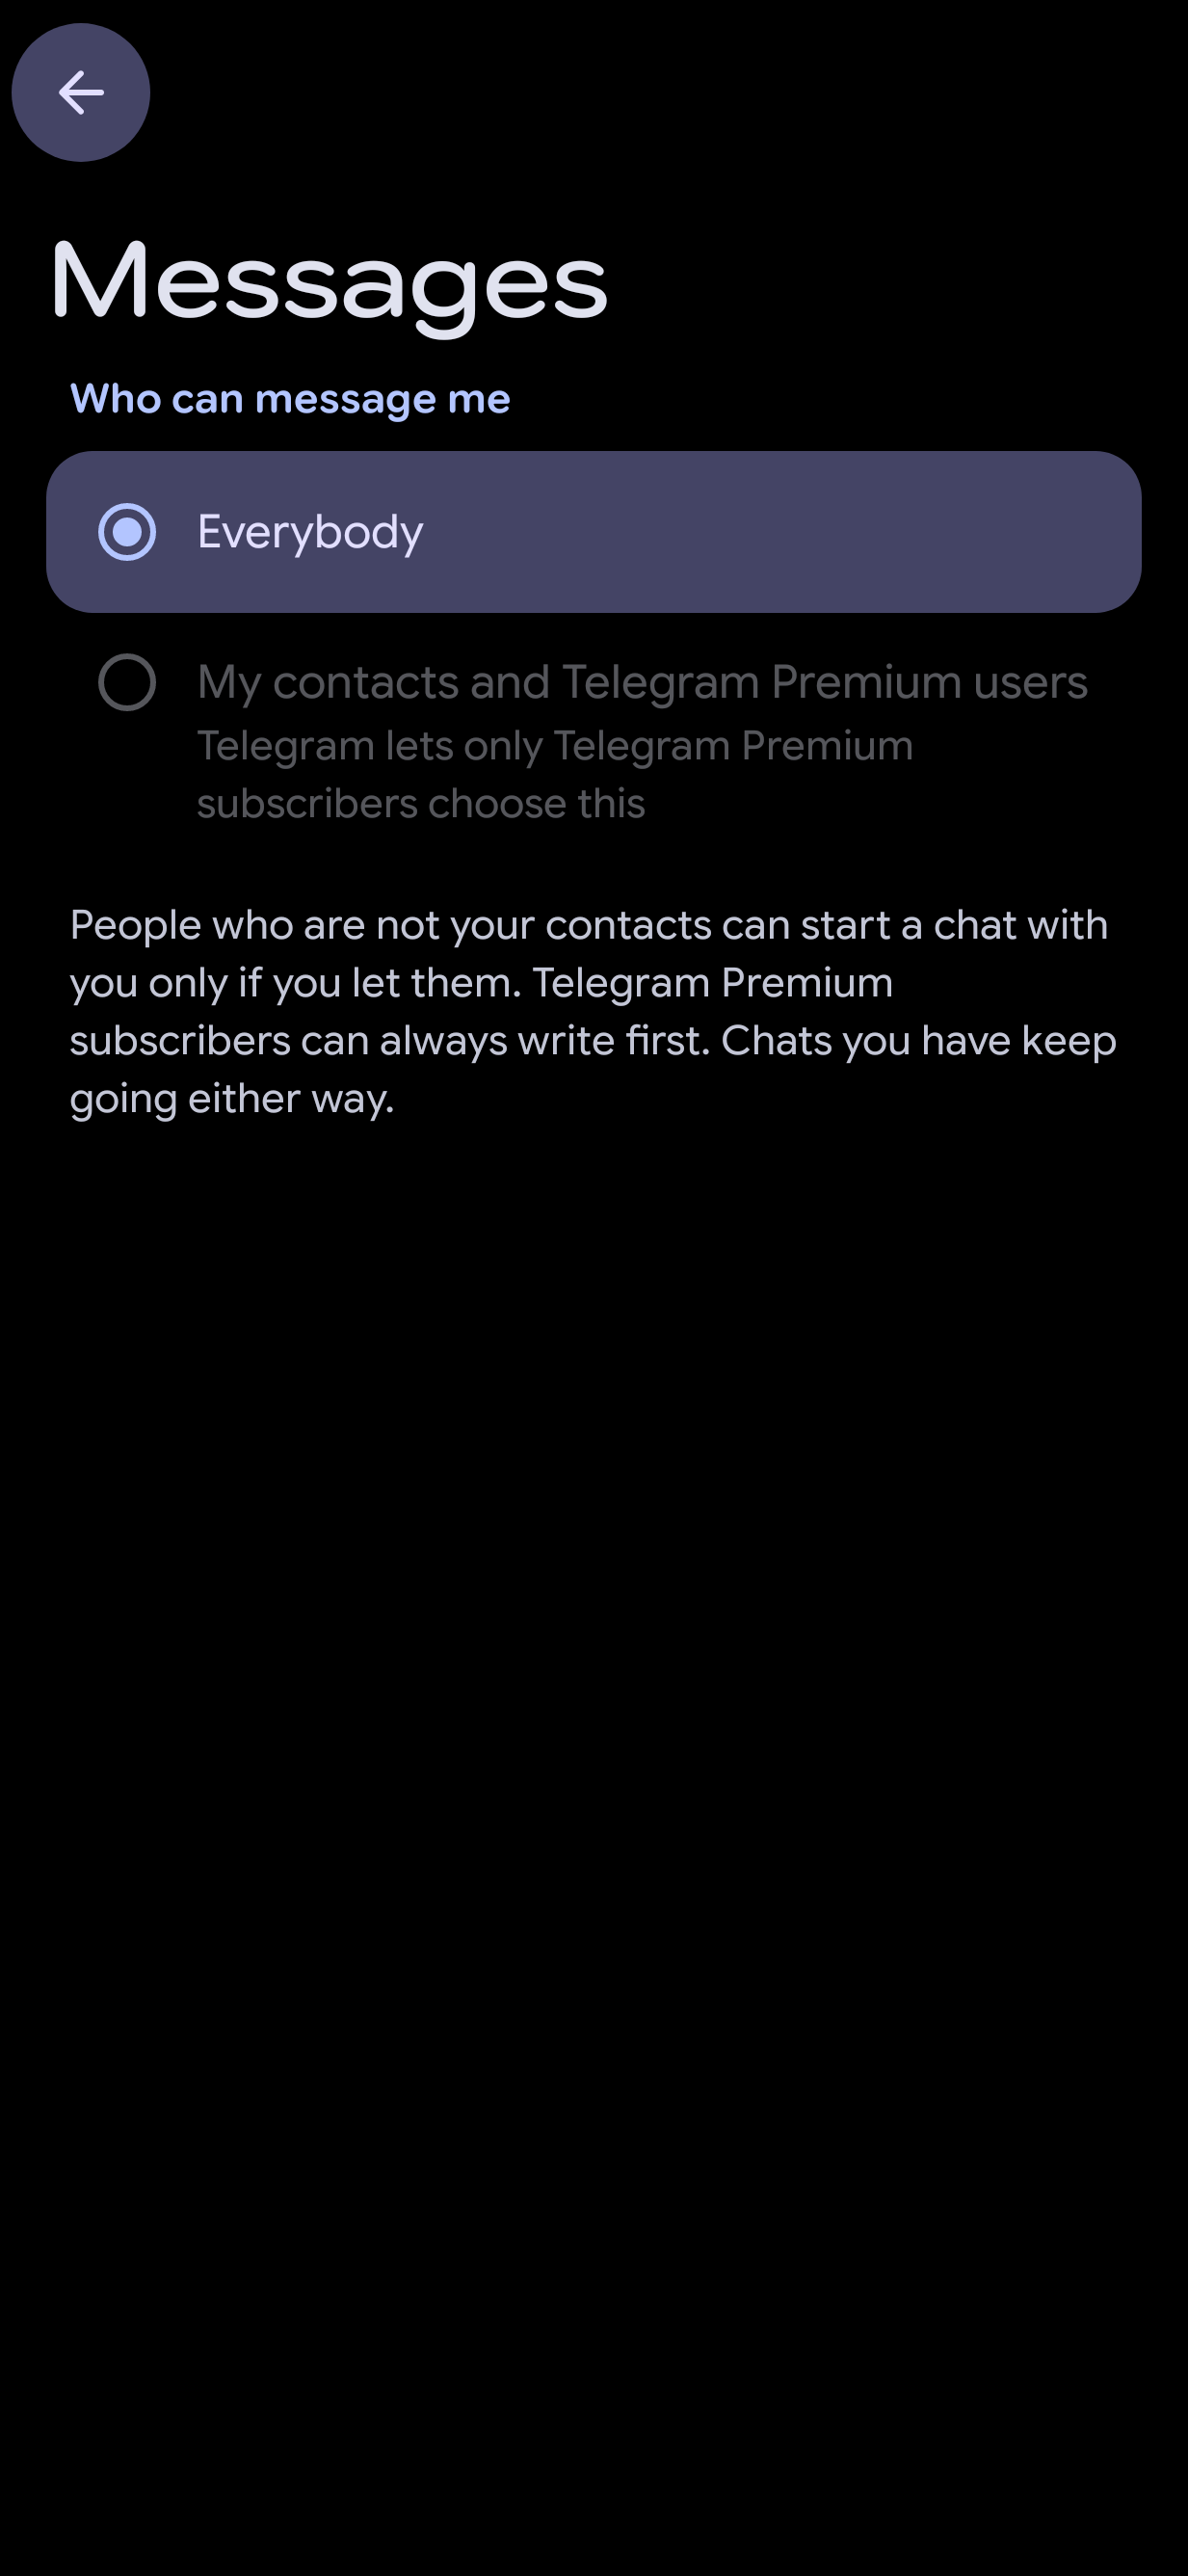 Messages
Who can message me
Everybody
My contacts and Telegram Premium users
Telegram lets only Telegram Premium
subscribers choose this
People who are not your contacts can start a chat with
you only if you let them. Telegram Premium
subscribers can always write first. Chats you have keep
going either way.